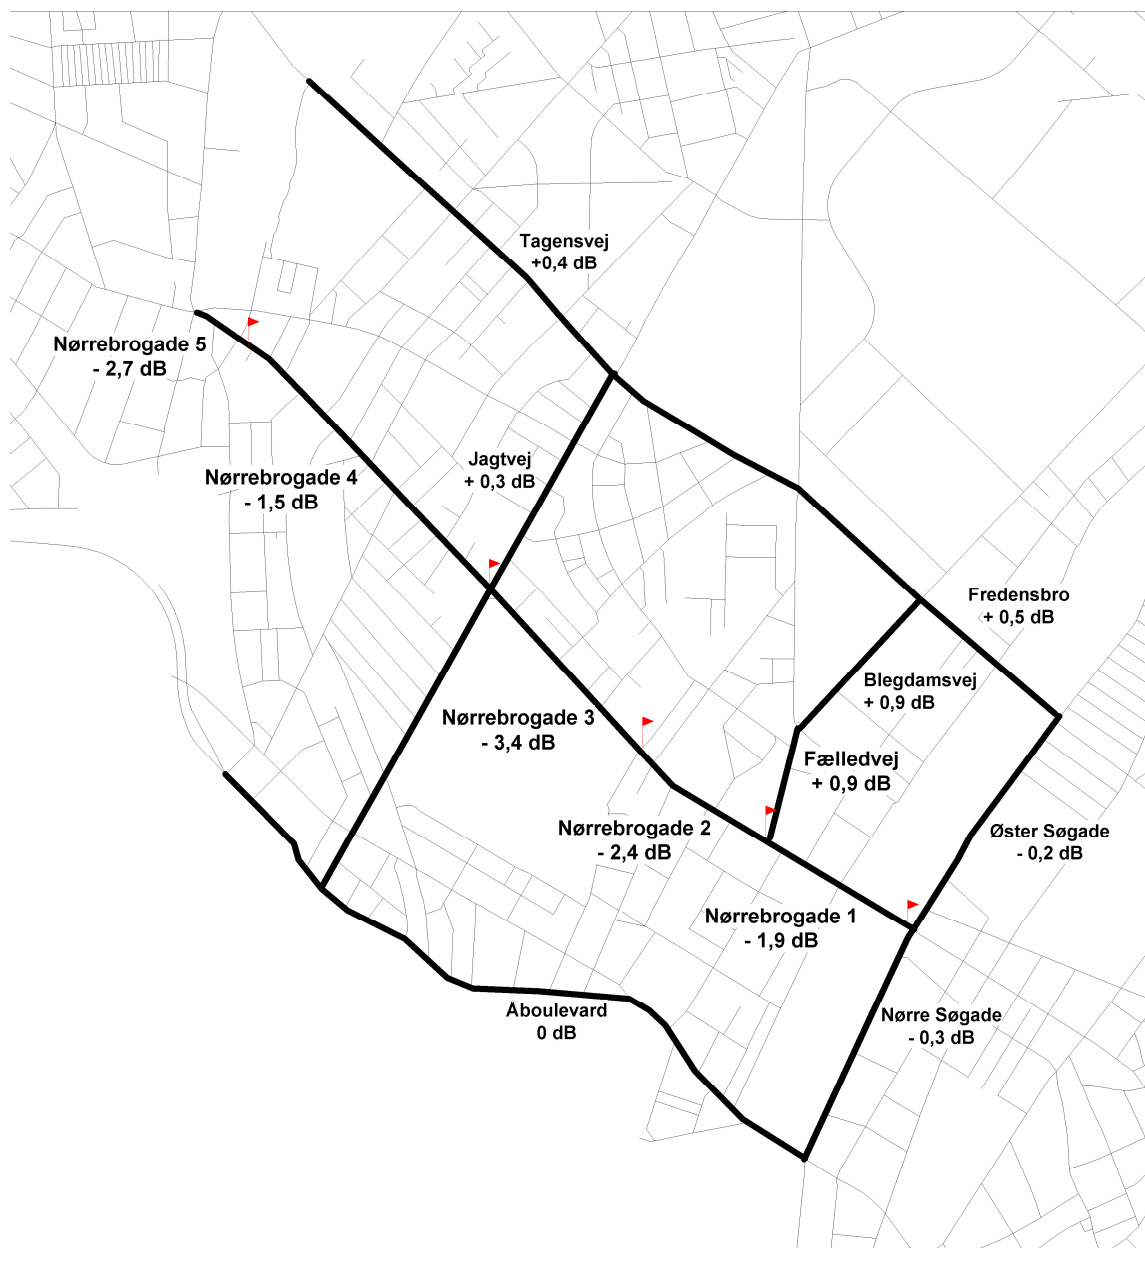 Tagensvej
+0,4 dB
Nørrebrogade 5
- 2,7 dB
Jagtvej
+ 0,3 dB
Nørrebrogade 4
- 1,5 dB
Fredensbro
+ 0,5 dB
Blegdamsvej
+ 0,9 dB
Nørrebrogade 3
- 3,4 dB
Fælledvej
+ 0,9 dB
Nørrebrogade 2
- 2,4 dB
Øster Søgade
- 0,2 dB
Nørrebrogade 1
- 1,9 dB
Åboulevard
0 dB
Nørre Søgade
- 0,3 dB